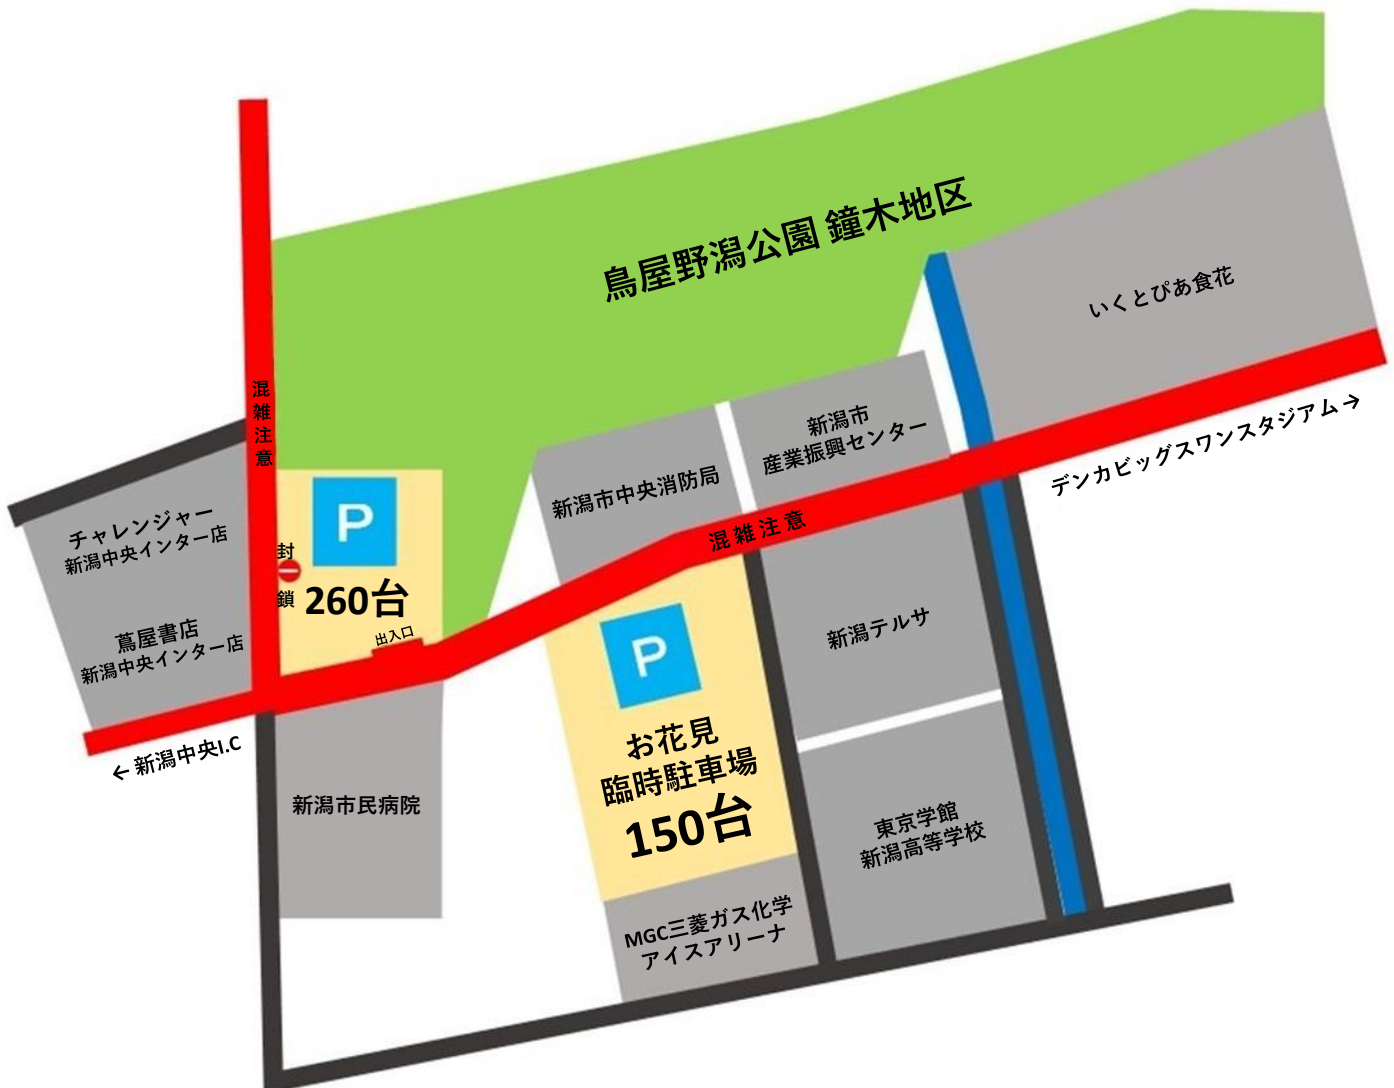 鳥屋野潟公園 鐘木地区
いくとぴあ食花
混雑注意
新潟市
産業振興センター
デンカビッグスワンスタジアム→
新潟市中央消防局
混雑注意
チャレンジャー
新潟中央インター店
P
封
鎖
260台
出入口
蔦屋書店
新潟中央インター店
P
お花見
臨時駐車場
150台
新潟テルサ
←新潟中央I.C
新潟市民病院
東京学館
新潟高等学校
MGC三菱ガス化学
アイスアリーナ